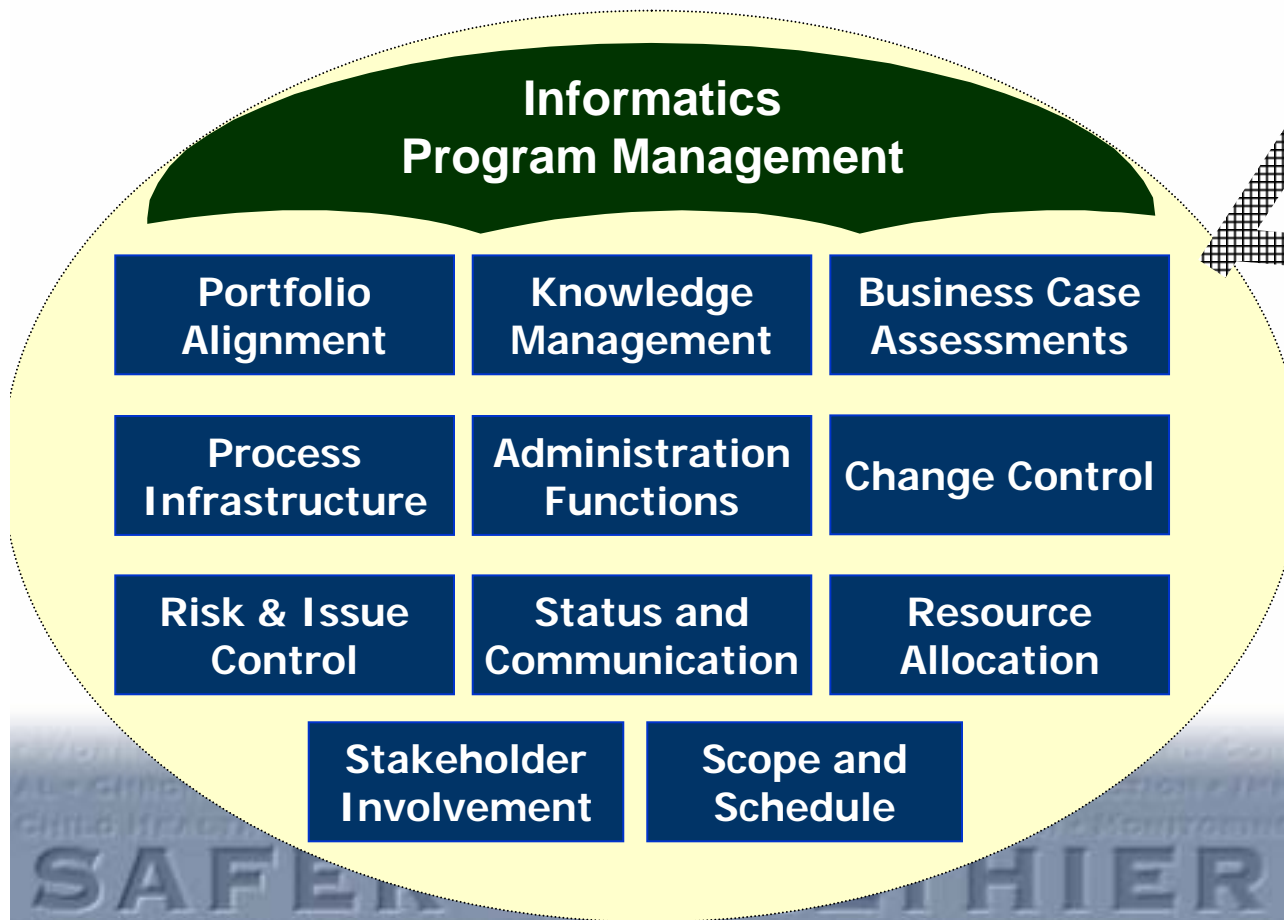 Informatics
Program Management
Portfolio
Alignment
Knowledge
Management
Business Case
Assessments
Process
Infrastructure
Administration
Functions
Change Control
Risk & Issue
Control
Status and
Communication
Resource
Allocation
Stakeholder
Involvement
Scope and
Schedule
SAFER